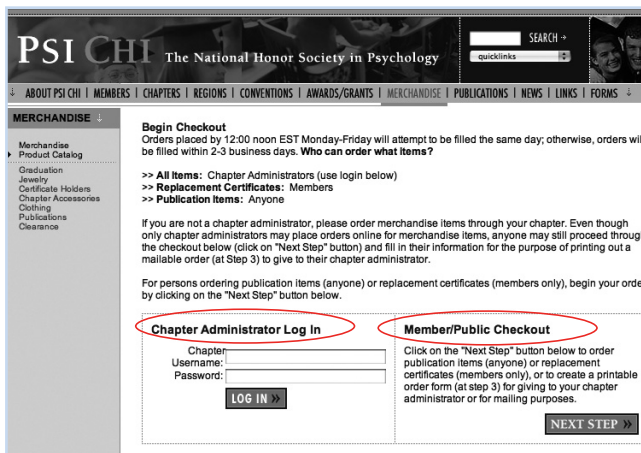 PSI CHI The National Honor Society in Psychology
SEARCH →
quicklinks
↓ ABOUT PSI CHI | MEMBERS | CHAPTERS | REGIONS | CONVENTIONS | AWARDS/GRANTS | MERCHANDISE | PUBLICATIONS | NEWS | LINKS | FORMS ↓
MERCHANDISE ↓
Merchandise
Product Catalog
Graduation
Jewelry
Certificate Holders
Chapter Accessories
Clothing
Publications
Clearance
Begin Checkout
Orders placed by 12:00 noon EST Monday-Friday will attempt to be filled the same day; otherwise, orders wil
be filled within 2-3 business days. Who can order what items?
>> All Items: Chapter Administrators (use login below)
>> Replacement Certificates: Members
>> Publication Items: Anyone
If you are not a chapter administrator, please order merchandise items through your chapter. Even though
only chapter administrators may place orders online for merchandise items, anyone may still proceed through
the checkout below (click on "Next Step" button) and fill in their information for the purpose of printing out a
mailable order (at Step 3) to give to their chapter administrator.
For persons ordering publication items (anyone) or replacement certificates (members only), begin your orde
by clicking on the "Next Step" button below.
Chapter Administrator Log In
Chapter
Username:
Password:
LOG IN »
Member/Public Checkout
Click on the "Next Step" button below to order
publication items (anyone) or replacement
certificates (members only), or to create a printable
order form (at step 3) for giving to your chapter
administrator or for mailing purposes.
NEXT STEP »